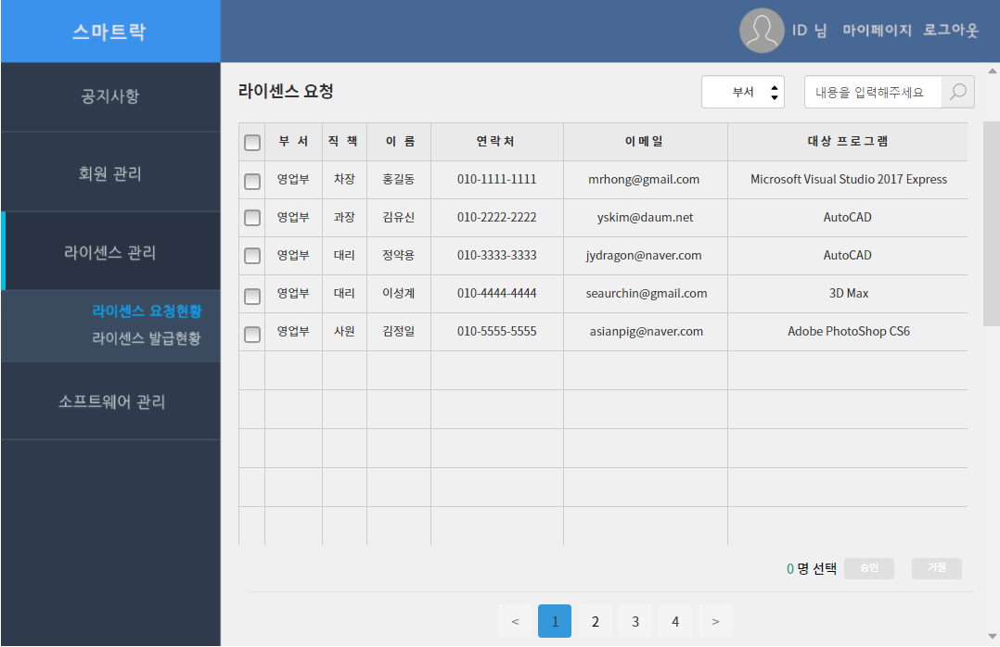 스마트락
ID 님 마이페이지 로그아웃
공지사항
회원 관리
라이센스 관리
라이센스 요청현황
라이센스 발급현황
소프트웨어 관리
라이센스 요청
부서
내용을 입력해주세요
부 서 직 책 이 름 연락처 이메일 대상 프로그램
영업부 차장 홍길동 010-1111-1111 mrhong@gmail.com Microsoft Visual Studio 2017 Express
영업부 과장 김유신 010-2222-2222 yskim@daum.net AutoCAD
영업부 대리 정약용 010-3333-3333 jydragon@naver.com AutoCAD
영업부 대리 이성계 010-4444-4444 seaurchin@gmail.com 3D Max
영업부 사원 김정일 010-5555-5555 asianpig@naver.com Adobe PhotoShop CS6
0 명 선택 승인 거절
< 1 2 3 4 >